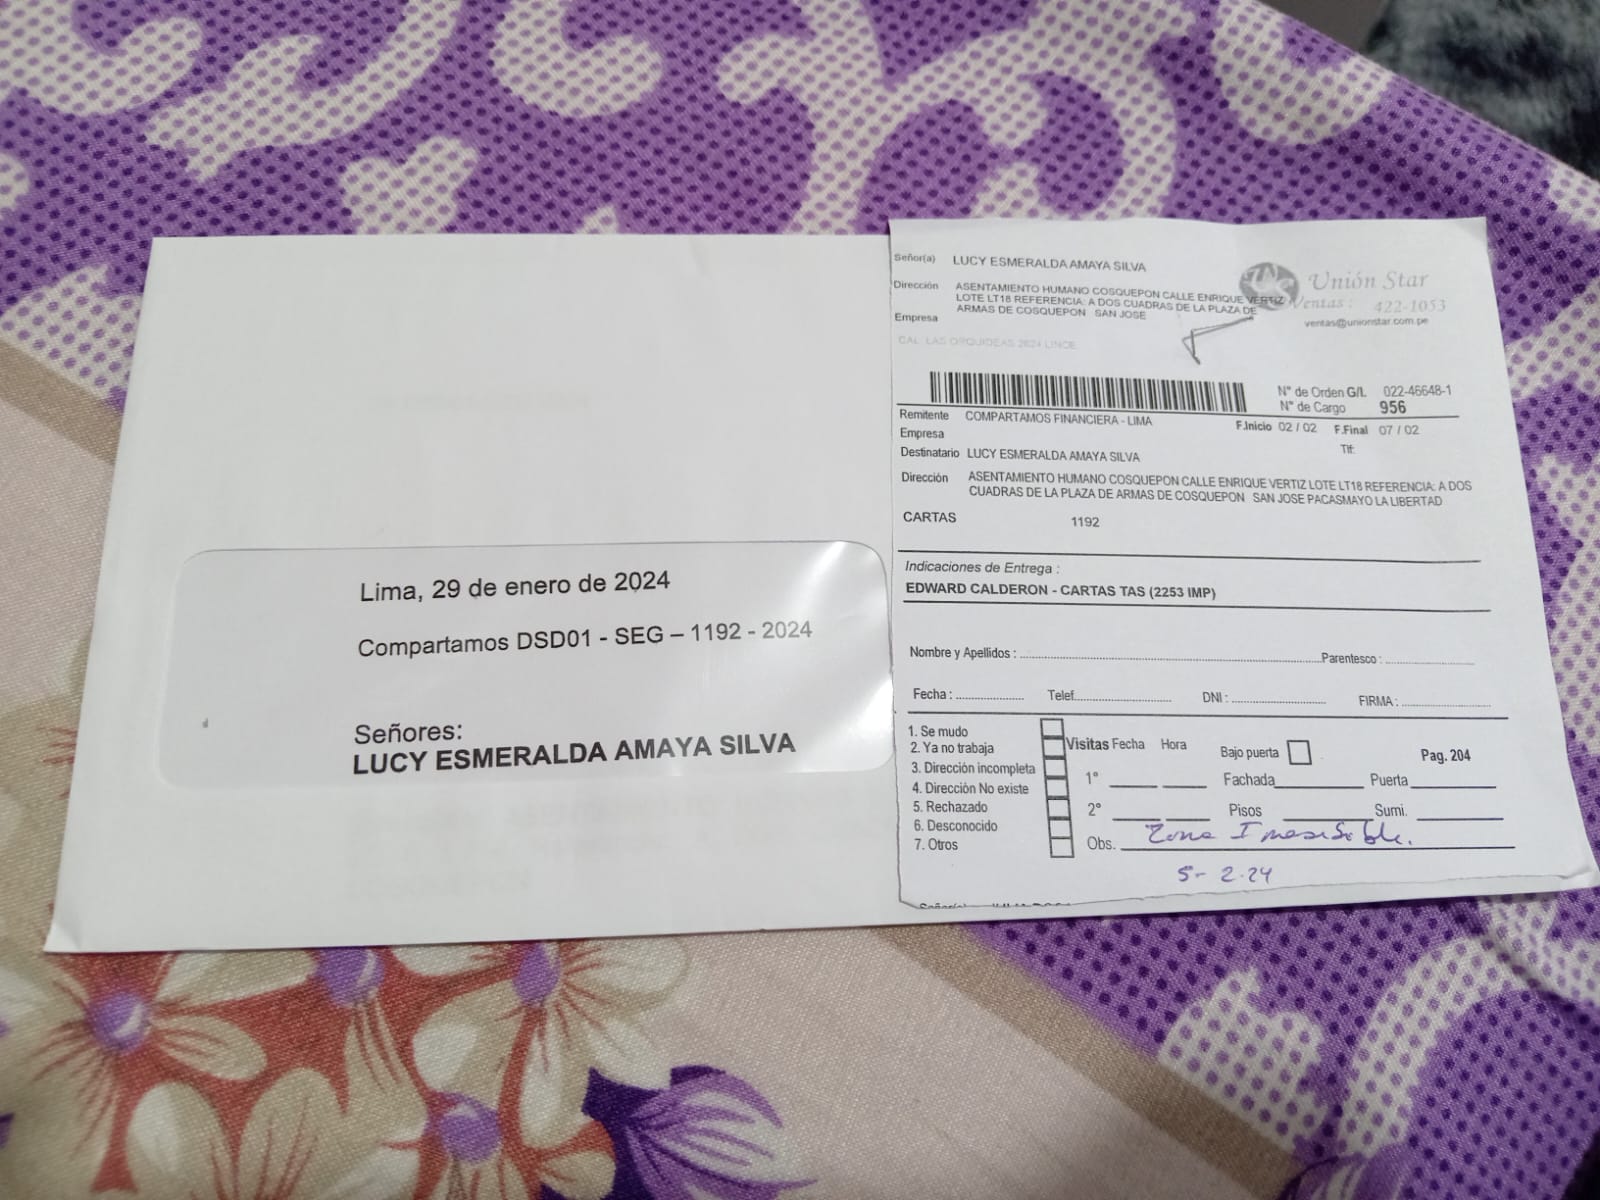 Lima, 29 de enero de 2024
Compartamos DSD01 - SEG – 1192 - 2024
Señores:
LUCY ESMERALDA AMAYA SILVA
Señor(a) LUCY ESMERALDA AMAYA SILVA
Dirección ASENTAMIENTO HUMANO COSQUEPON CALLE ENRIQUE VERTIZ
LOTE LT18 REFERENCIA: A DOS CUADRAS DE LA PLAZA DE
ARMAS DE COSQUEPON SAN JOSE
Empresa
CAL. LAS ORQUIDEAS 2624 LINCE
Unión Star
Ventas: 422-1053
ventas@unionstar.com.pe
N° de Orden G/I. 022-46648-1
N° de Cargo 956
Remitente COMPARTAMOS FINANCIERA - LIMA
F.Inicio 02 / 02 F.Final 07 / 02
Empresa
Tlf:
Destinatario LUCY ESMERALDA AMAYA SILVA
Dirección ASENTAMIENTO HUMANO COSQUEPON CALLE ENRIQUE VERTIZ LOTE LT18 REFERENCIA: A DOS
CUADRAS DE LA PLAZA DE ARMAS DE COSQUEPON SAN JOSE PACASMAYO LA LIBERTAD
CARTAS 1192
Indicaciones de Entrega :
EDWARD CALDERON - CARTAS TAS (2253 IMP)
Nombre y Apellidos : Parentesco :
Fecha : Telef. DNI : FIRMA :
1. Se mudo
2. Ya no trabaja
3. Dirección incompleta
4. Dirección No existe
5. Rechazado
6. Desconocido
7. Otros
Visitas Fecha Hora Bajo puerta Pag. 204
1° Fachada Puerta
2° Pisos Sumi.
Obs. Zona
5- 2-24